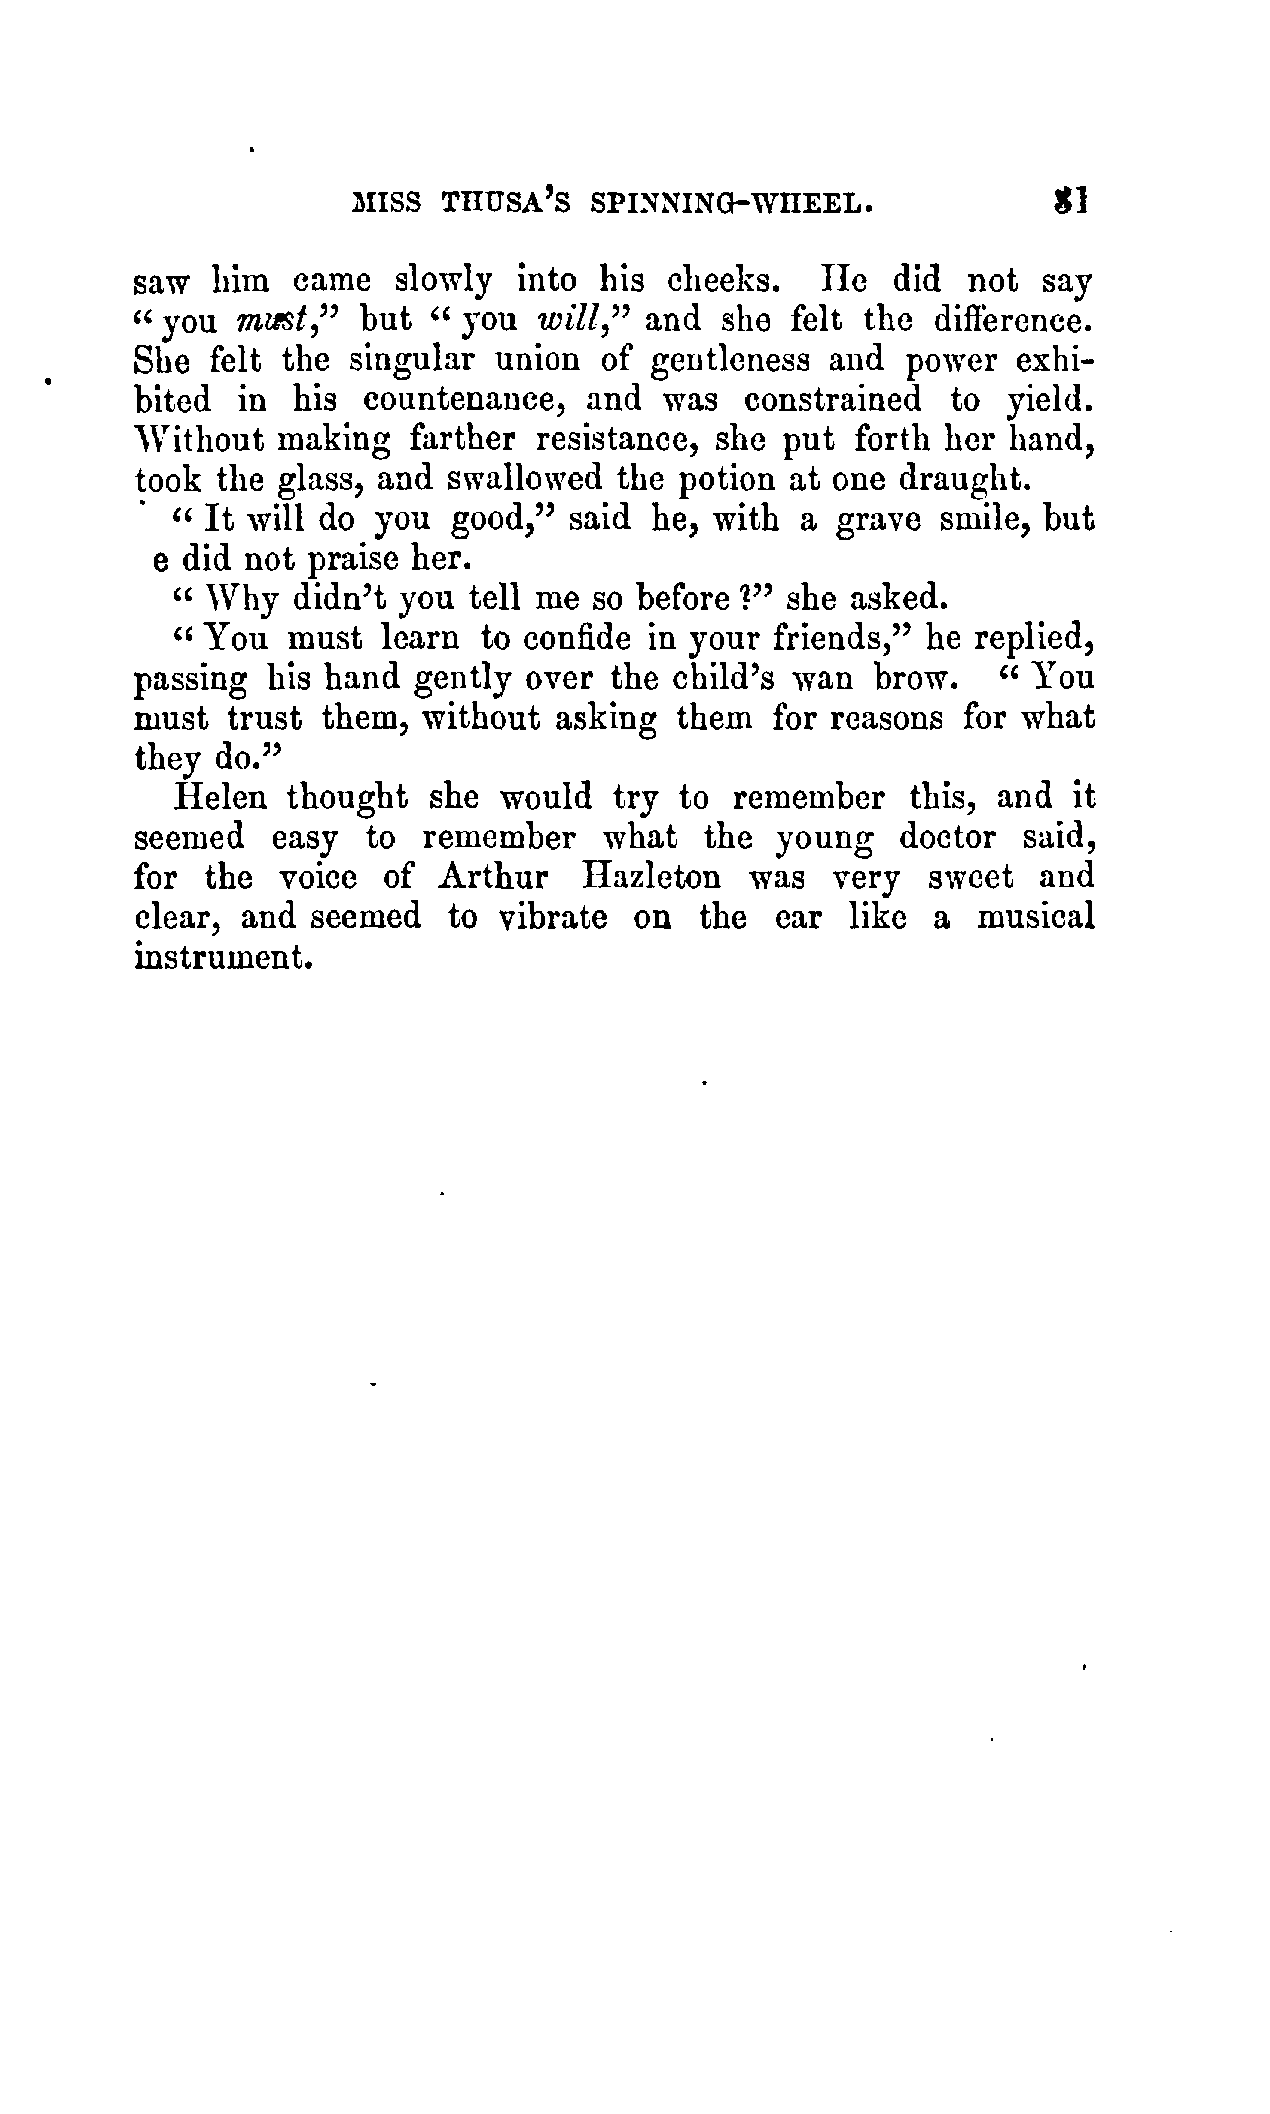 MISS THUSA'S SPINNING-WHEEL. 31
saw him came slowly into his cheeks. He did not say
"you must," but "you will," and she felt the difference.
She felt the singular union of gentleness and power exhi-
bited in his countenance, and was constrained to yield.
Without making farther resistance, she put forth her hand,
took the glass, and swallowed the potion at one draught.
"It will do you good," said he, with a grave smile, but
e did not praise her.
"Why didn't you tell me so before?" she asked.
"You must learn to confide in your friends," he replied,
passing his hand gently over the child's wan brow. "You
must trust them, without asking them for reasons for what
they do."
Helen thought she would try to remember this, and it
seemed easy to remember what the young doctor said,
for the voice of Arthur Hazleton was very sweet and
clear, and seemed to vibrate on the ear like a musical
instrument.